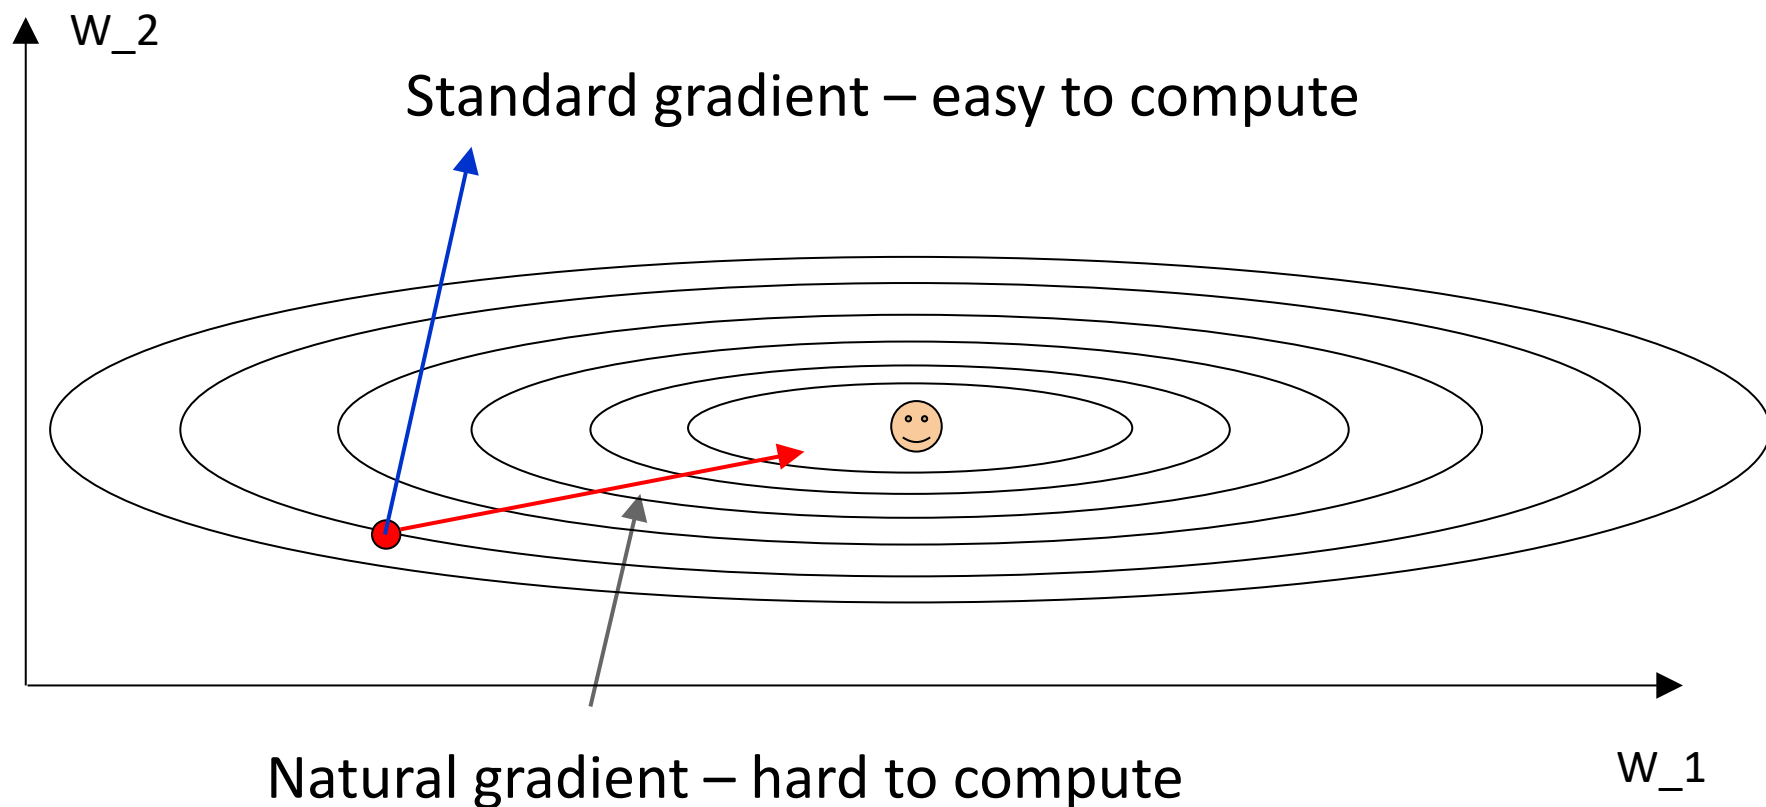 W_2
Standard gradient – easy to compute
Natural gradient – hard to compute
W_1